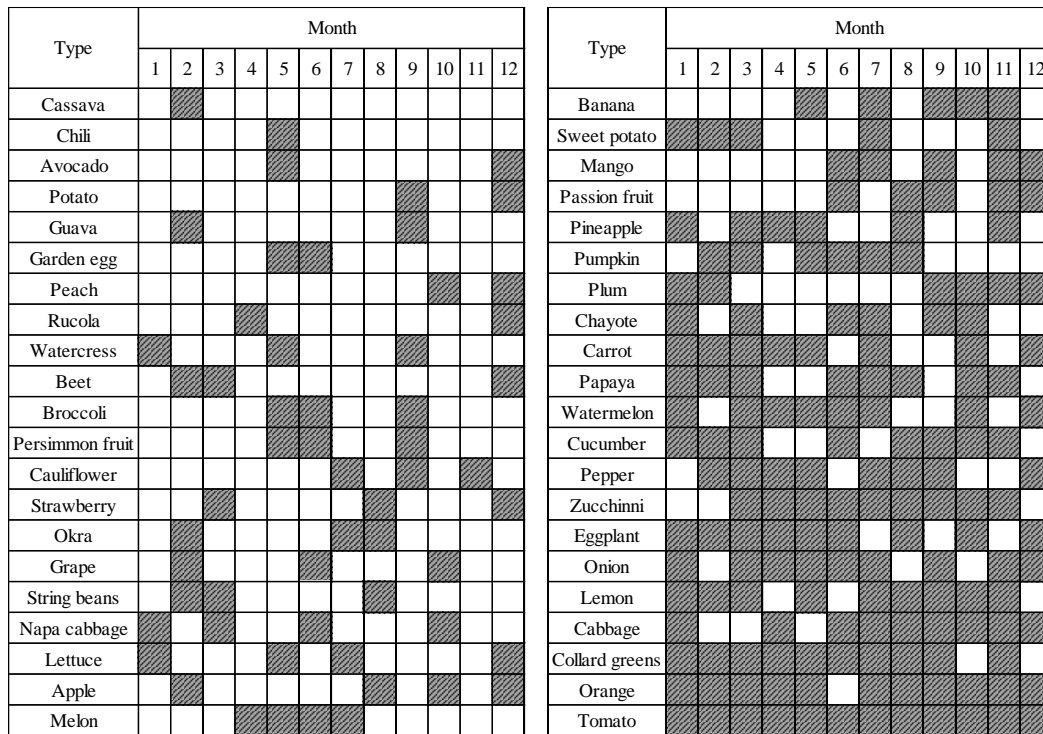 Type Month
1 2 3 4 5 6 7 8 9 10 11 12
Cassava
Chili
Avocado
Potato
Guava
Garden egg
Peach
Rucola
Watercress
Beet
Broccoli
Persimmon fruit
Cauliflower
Strawberry
Okra
Grape
String beans
Napa cabbage
Lettuce
Apple
Melon
Type Month
1 2 3 4 5 6 7 8 9 10 11 12
Banana
Sweet potato
Mango
Passion fruit
Pineapple
Pumpkin
Plum
Chayote
Carrot
Papaya
Watermelon
Cucumber
Pepper
Zucchinni
Eggplant
Onion
Lemon
Cabbage
Collard greens
Orange
Tomato